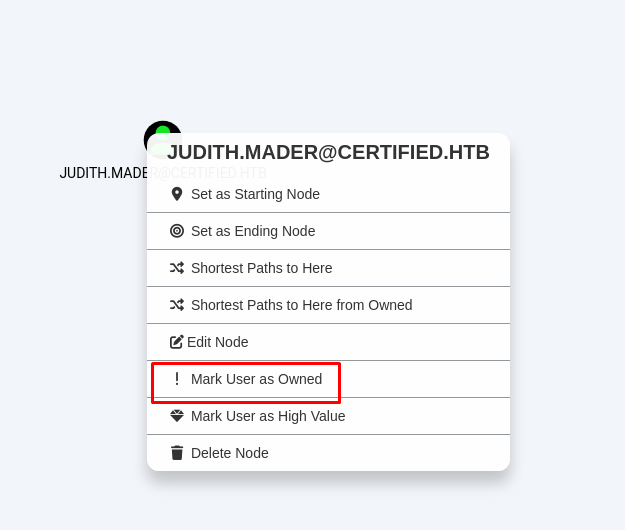 JUDITH.MADER@CERTIFIED.HTB
JUDITH.MADER@CERTIFIED.HTB
Set as Starting Node
Set as Ending Node
Shortest Paths to Here
Shortest Paths to Here from Owned
Edit Node
Mark User as Owned
Mark User as High Value
Delete Node